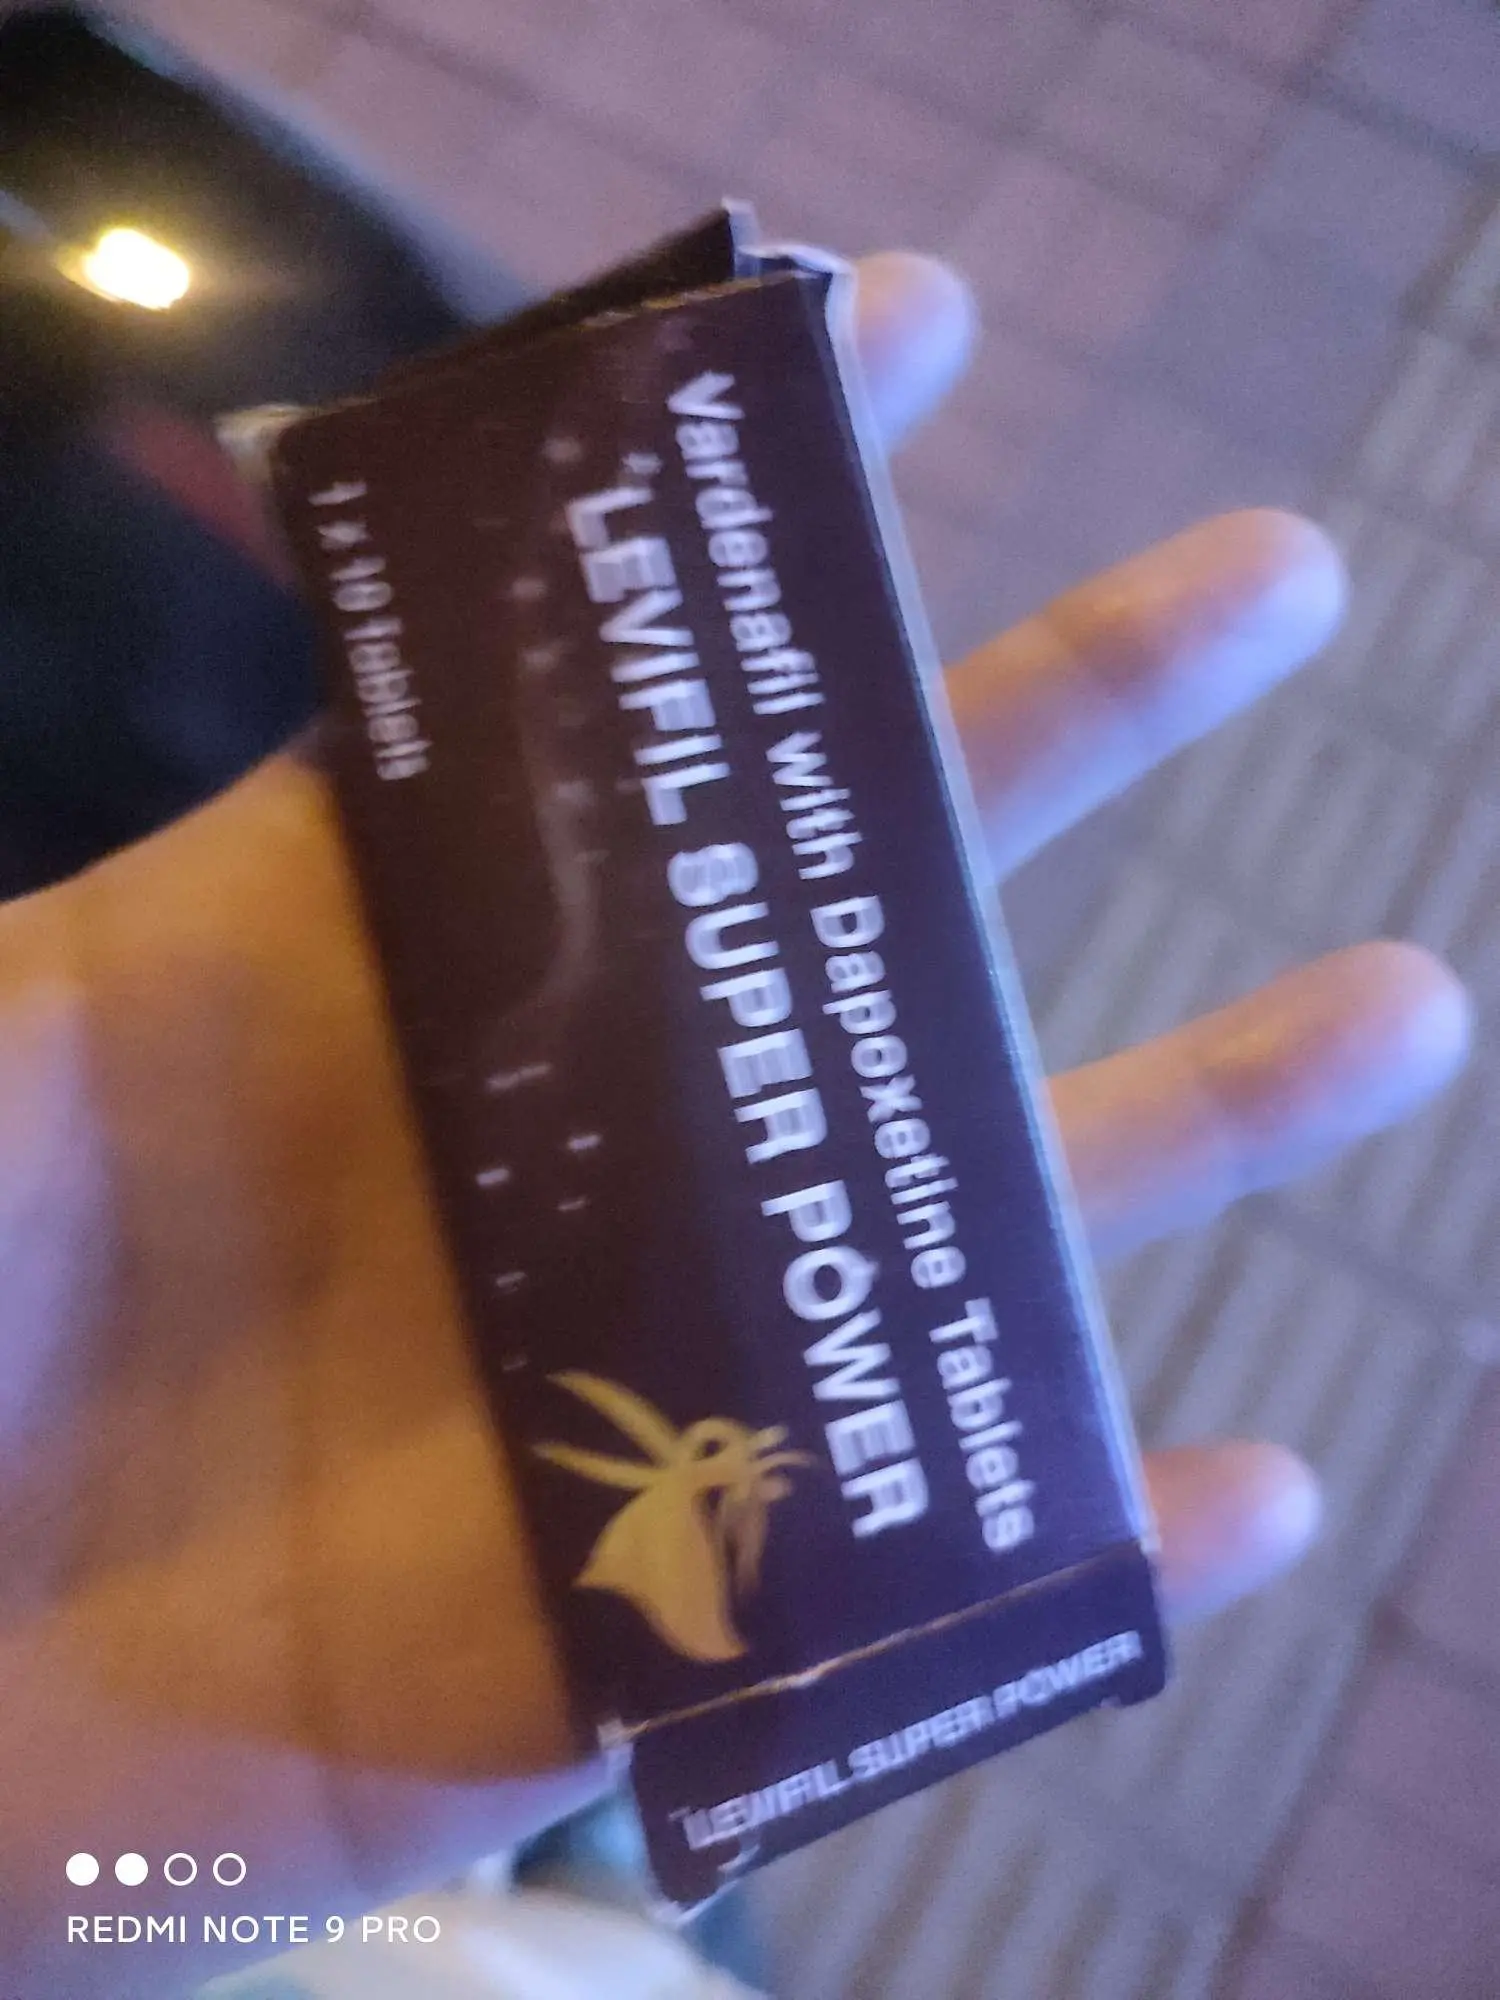 Vardenafil with Dapoxetine Tablets
LEVIFIL SUPER POWER
1 x 10 Tablets
LEVIFIL SUPER POWER
REDMI NOTE 9 PRO